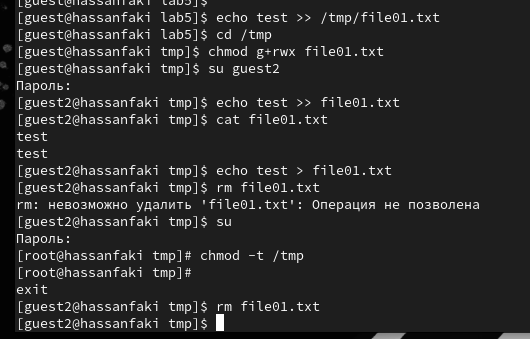 [guest@hassanfaki lab5]$
[guest@hassanfaki lab5]$ echo test >> /tmp/file01.txt
[guest@hassanfaki lab5]$ cd /tmp
[guest@hassanfaki tmp]$ chmod g+rwx file01.txt
[guest@hassanfaki tmp]$ su guest2
Пароль:
[guest2@hassanfaki tmp]$ echo test >> file01.txt
[guest2@hassanfaki tmp]$ cat file01.txt
test
test
[guest2@hassanfaki tmp]$ echo test > file01.txt
[guest2@hassanfaki tmp]$ rm file01.txt
rm: невозможно удалить 'file01.txt': Операция не позволена
[guest2@hassanfaki tmp]$ su
Пароль:
[root@hassanfaki tmp]# chmod -t /tmp
[root@hassanfaki tmp]#
exit
[guest2@hassanfaki tmp]$ rm file01.txt
[guest2@hassanfaki tmp]$